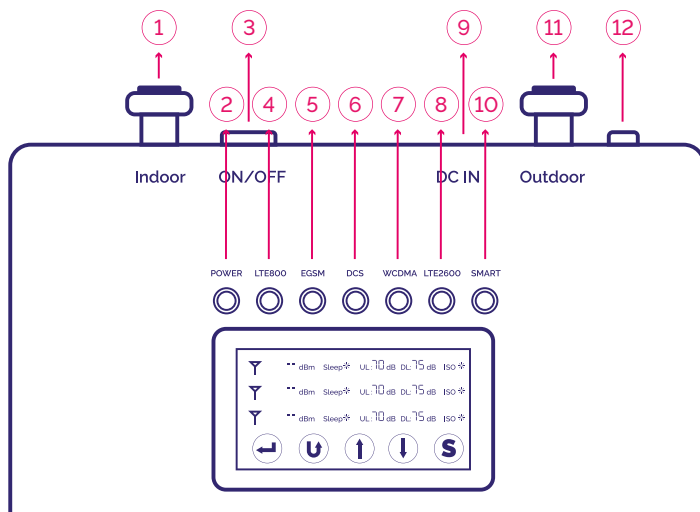 1 3 9 11 12
2 4 5 6 7 8 10
Indoor ON/OFF DC IN Outdoor
POWER LTE800 EGSM DCS WCDMA LTE2600 SMART
-- dBm Sleep UL:70 dB DL:75 dB ISO
-- dBm Sleep UL:70 dB DL:75 dB ISO
-- dBm Sleep UL:70 dB DL:75 dB ISO
S